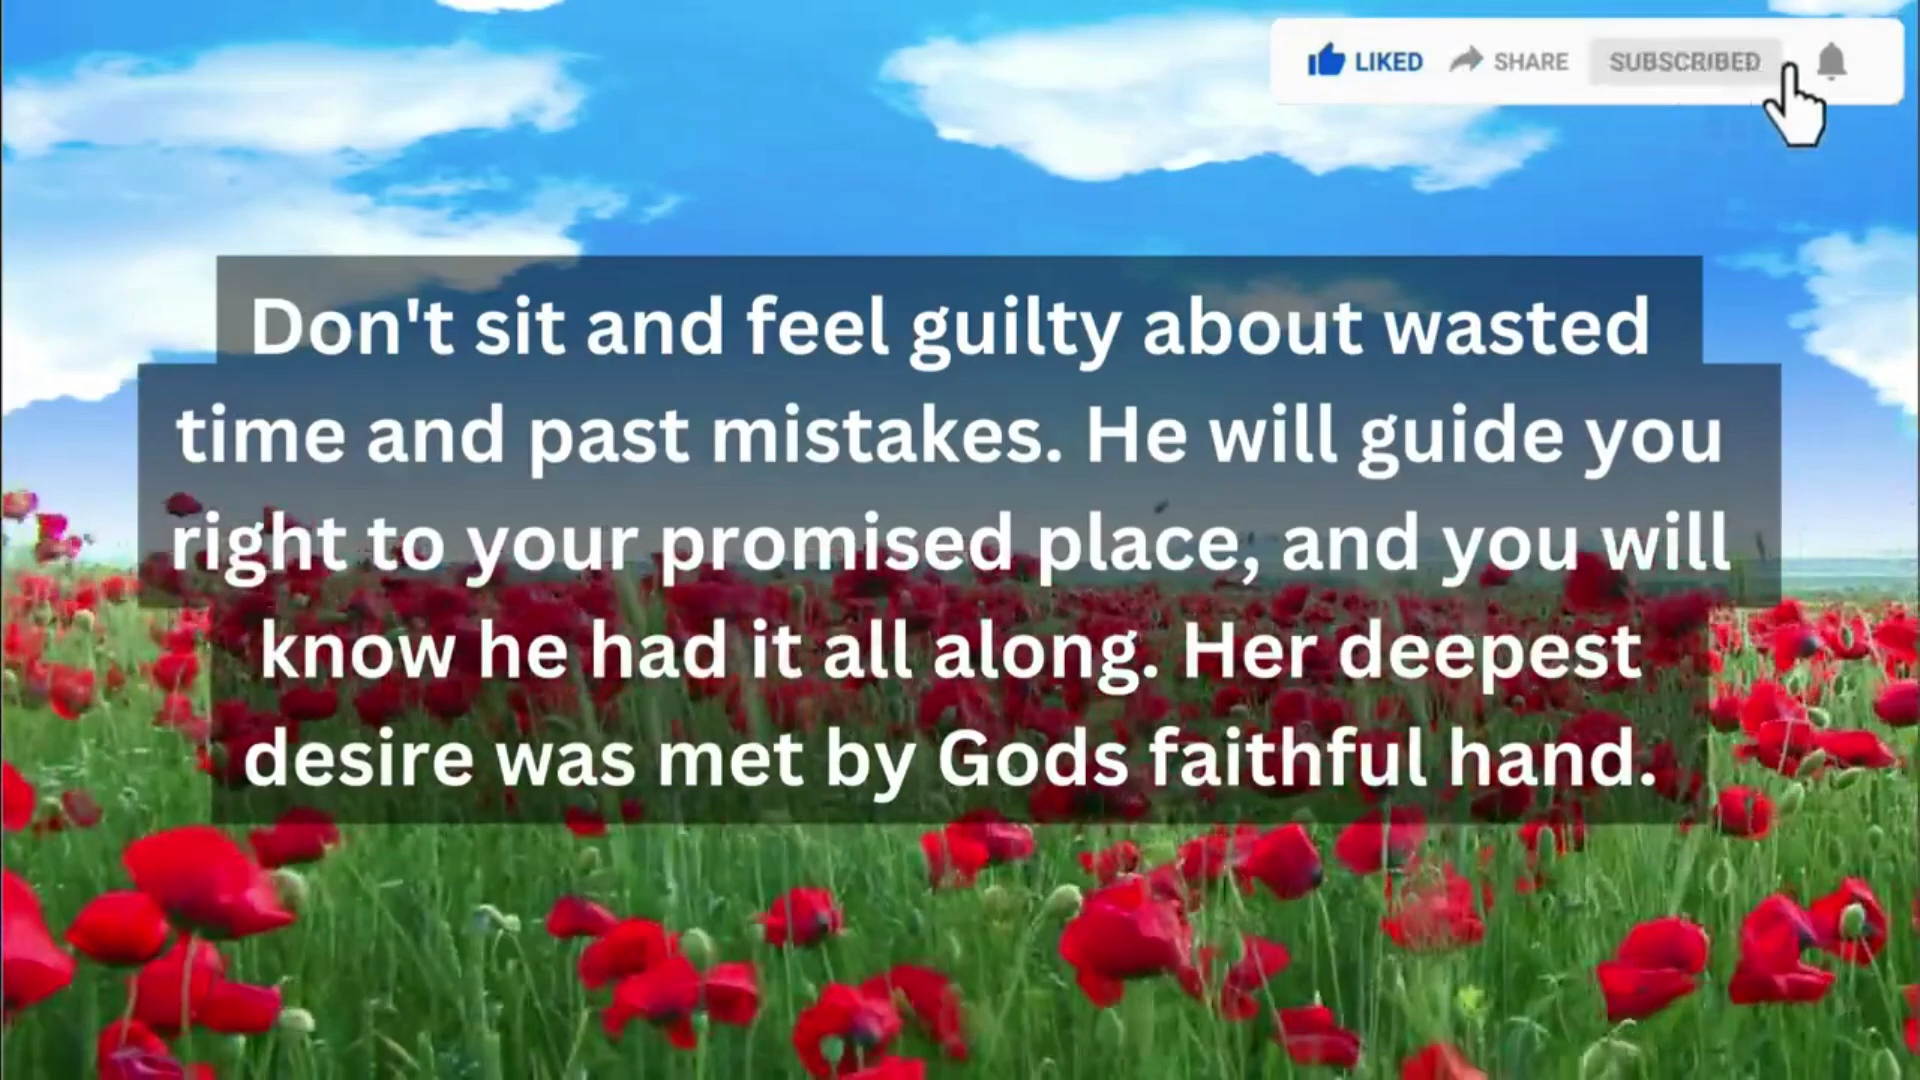 LIKED SHARE SUBSCRIBED
Don't sit and feel guilty about wasted
time and past mistakes. He will guide you
right to your promised place, and you will
know he had it all along. Her deepest
desire was met by Gods faithful hand.